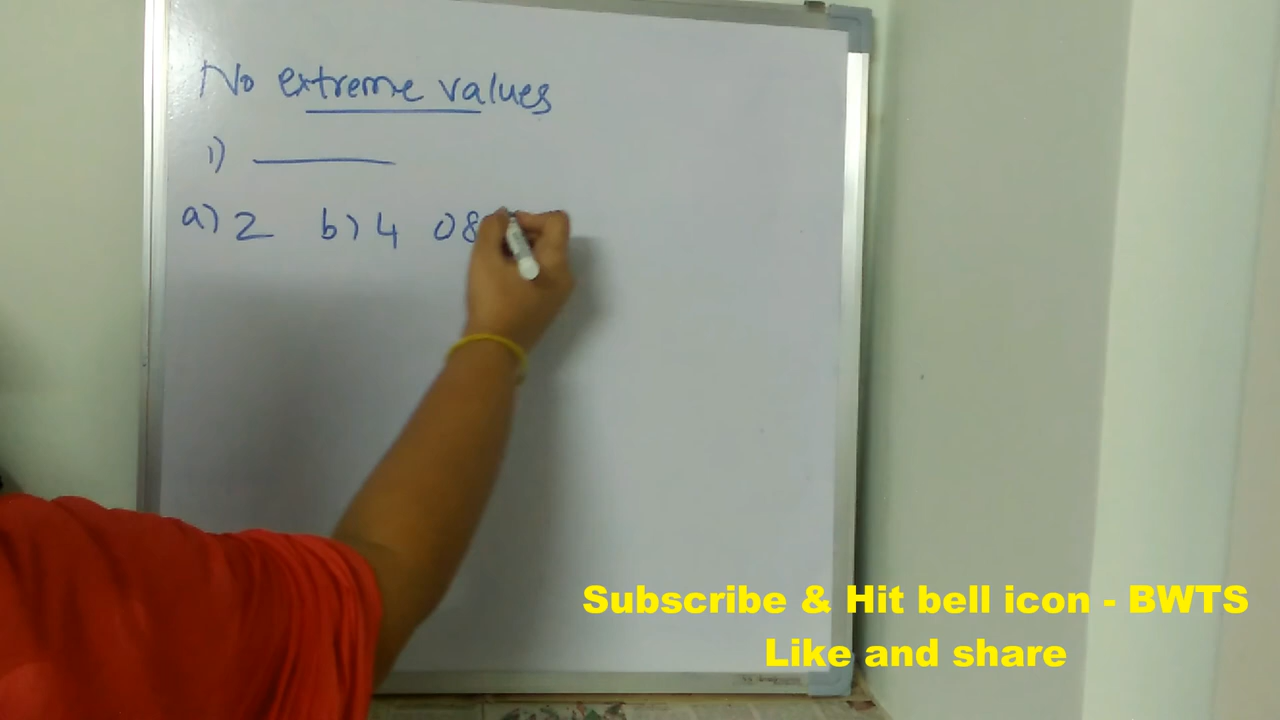 No extreme values
1)
a) 2 b) 4 08
Subscribe & Hit bell icon - BWTS
Like and share